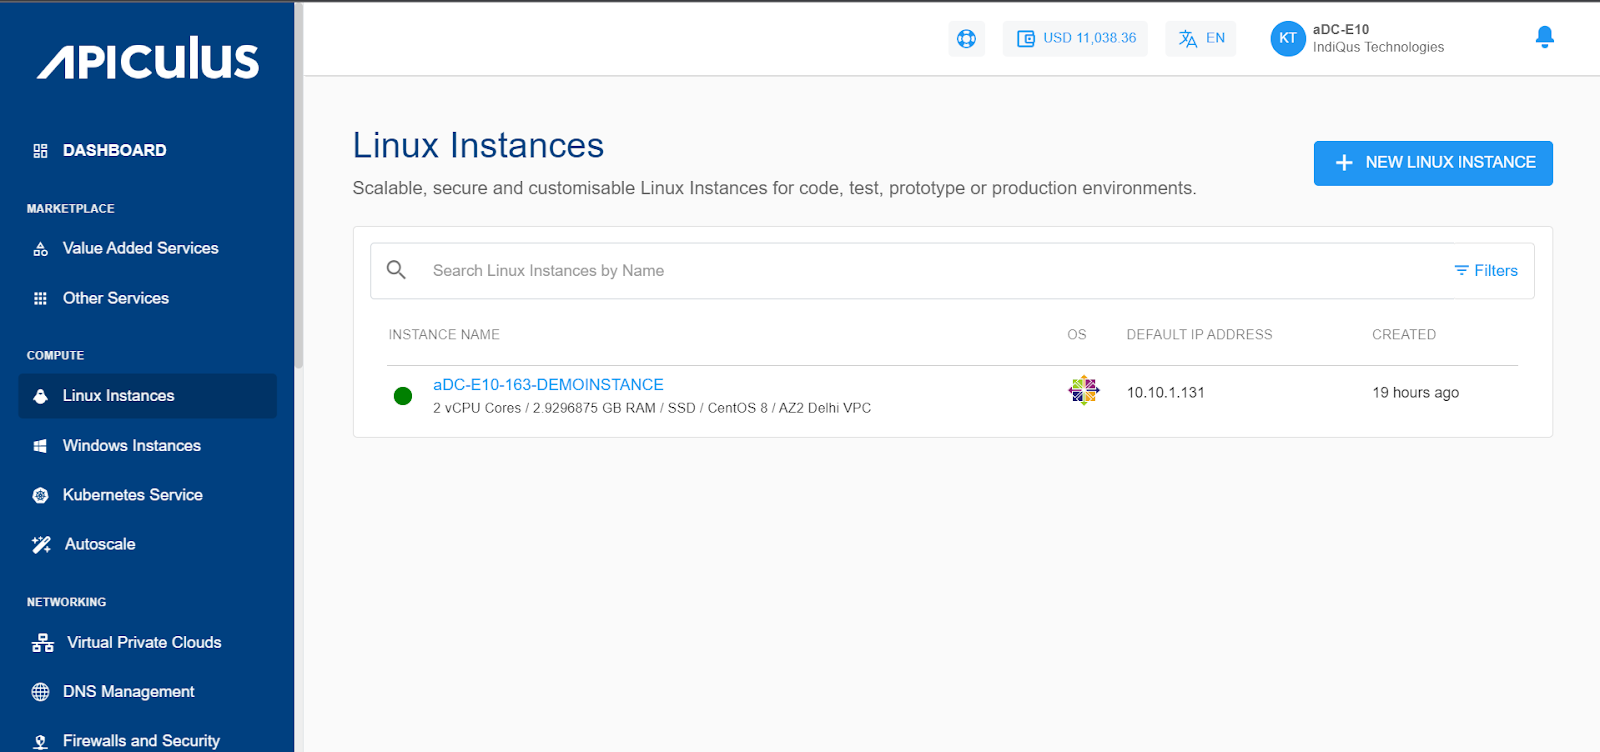 APICULUS
USD 11,038.36
EN
KT
aDC-E10
IndiQus Technologies
DASHBOARD
MARKETPLACE
Value Added Services
Other Services
COMPUTE
Linux Instances
Windows Instances
Kubernetes Service
Autoscale
NETWORKING
Virtual Private Clouds
DNS Management
Firewalls and Security
Linux Instances
Scalable, secure and customisable Linux Instances for code, test, prototype or production environments.
NEW LINUX INSTANCE
Search Linux Instances by Name
Filters
INSTANCE NAME OS DEFAULT IP ADDRESS CREATED
aDC-E10-163-DEMOINSTANCE
2 vCPU Cores / 2.9296875 GB RAM / SSD / CentOS 8 / AZ2 Delhi VPC
10.10.1.131
19 hours ago